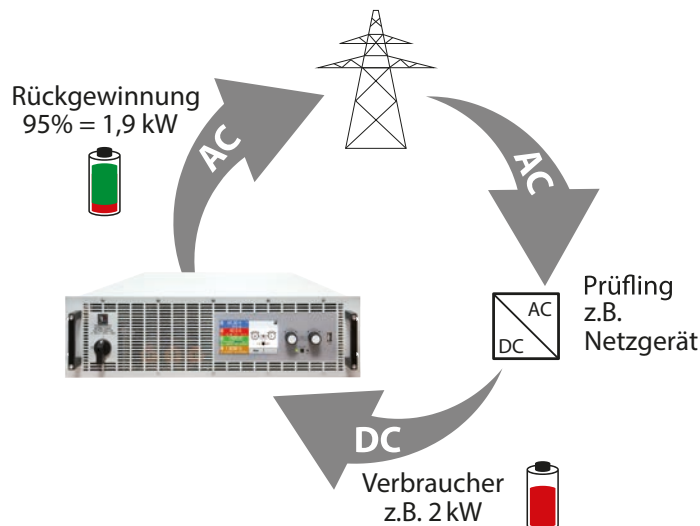 Rückgewinnung
95% = 1,9 kW
AC
AC
Prüfling
z.B.
Netzgerät
AC
DC
DC
Verbraucher
z.B. 2 kW